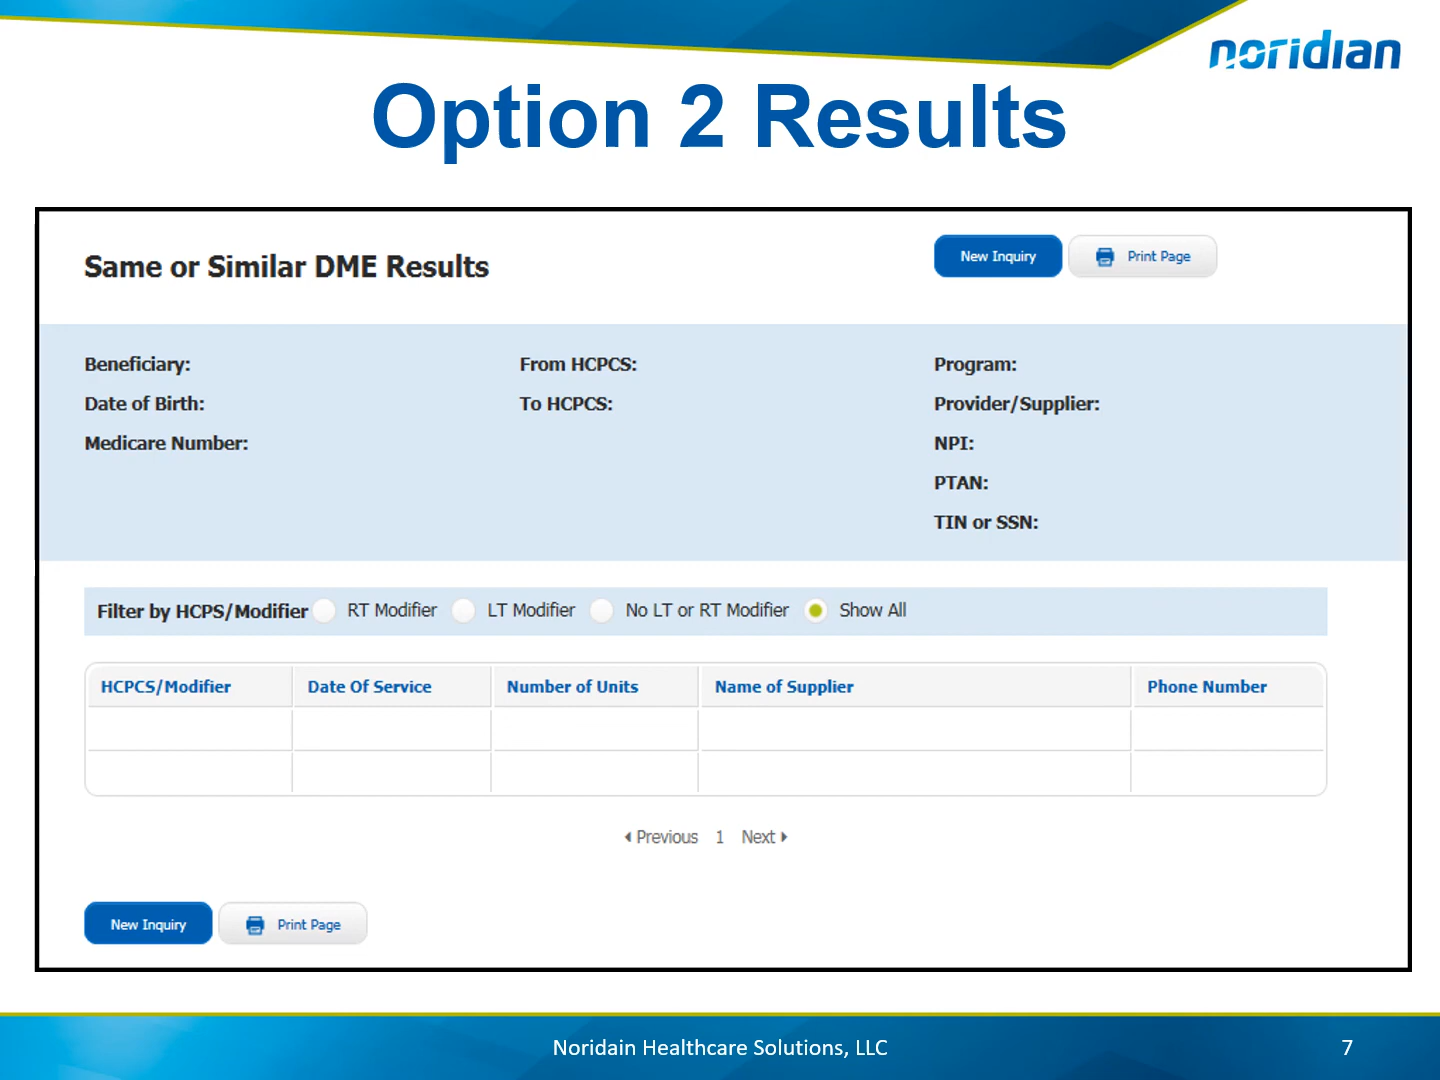 noridian
Option 2 Results
Same or Similar DME Results
New Inquiry
Print Page
Beneficiary:
From HCPCS:
Program:
Date of Birth:
To HCPCS:
Provider/Supplier:
Medicare Number:
NPI:
PTAN:
TIN or SSN:
Filter by HCPS/Modifier RT Modifier LT Modifier No LT or RT Modifier Show All
HCPCS/Modifier Date Of Service Number of Units Name of Supplier Phone Number
Previous 1 Next
New Inquiry
Print Page
Noridain Healthcare Solutions, LLC
7